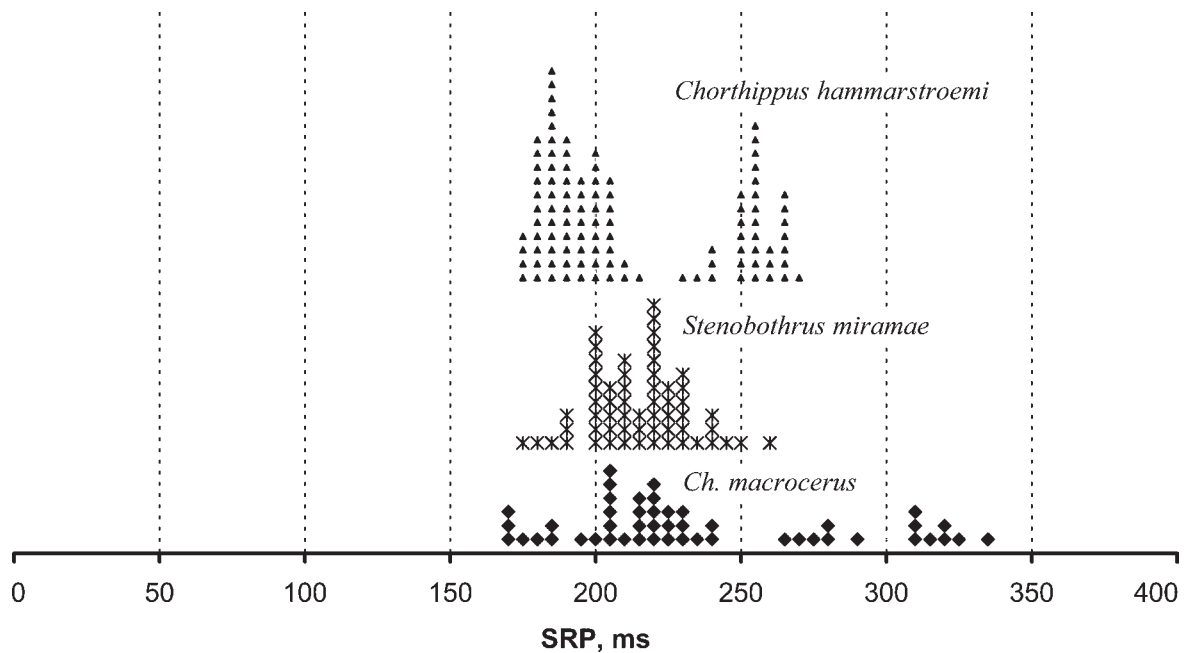 Chorthippus hammarstroemi
Stenobothrus miramae
Ch. macrocerus
0 50 100 150 200 250 300 350 400
SRP, ms